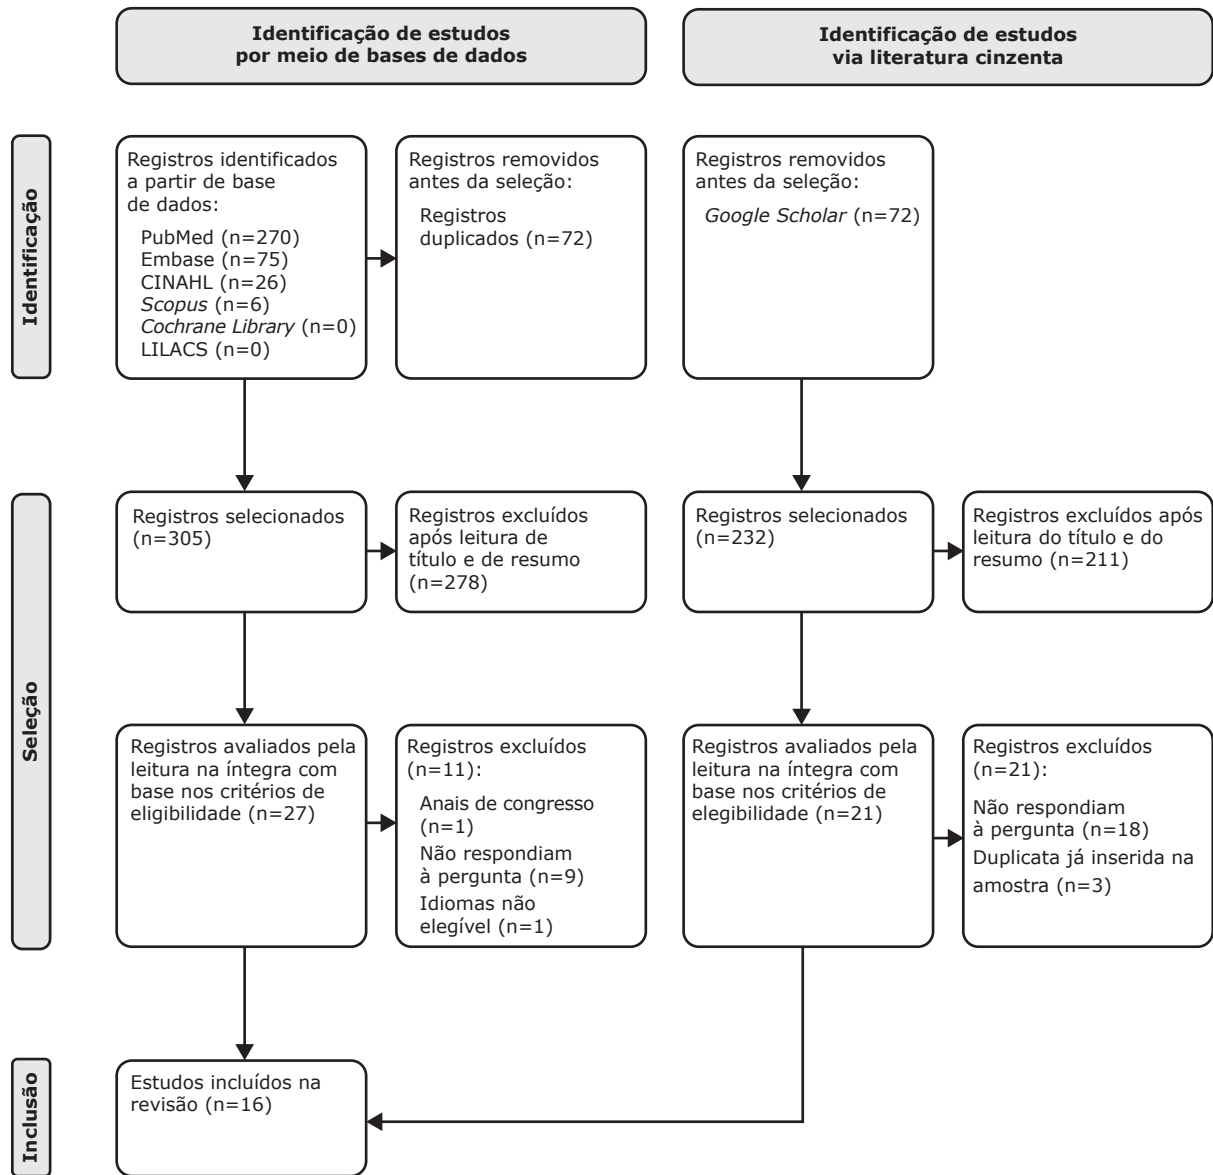 Identificação de estudos
por meio de bases de dados
Identificação de estudos
via literatura cinzenta
Identificação
Registros identificados
a partir de base
de dados:
PubMed (n=270)
Embase (n=75)
CINAHL (n=26)
Scopus (n=6)
Cochrane Library (n=0)
LILACS (n=0)
Registros removidos
antes da seleção:
Registros
duplicados (n=72)
Registros removidos
antes da seleção:
Google Scholar (n=72)
Seleção
Registros selecionados
(n=305)
Registros excluídos
após leitura de
título e de resumo
(n=278)
Registros selecionados
(n=232)
Registros excluídos após
leitura do título e do
resumo (n=211)
Registros avaliados pela
leitura na íntegra com
base nos critérios de
eligibilidade (n=27)
Registros excluídos
(n=11):
Anais de congresso
(n=1)
Não respondiam
à pergunta (n=9)
Idiomas não
elegível (n=1)
Registros avaliados pela
leitura na íntegra com
base nos critérios de
elegibilidade (n=21)
Registros excluídos
(n=21):
Não respondiam
à pergunta (n=18)
Duplicata já inserida na
amostra (n=3)
Inclusão
Estudos incluídos na
revisão (n=16)